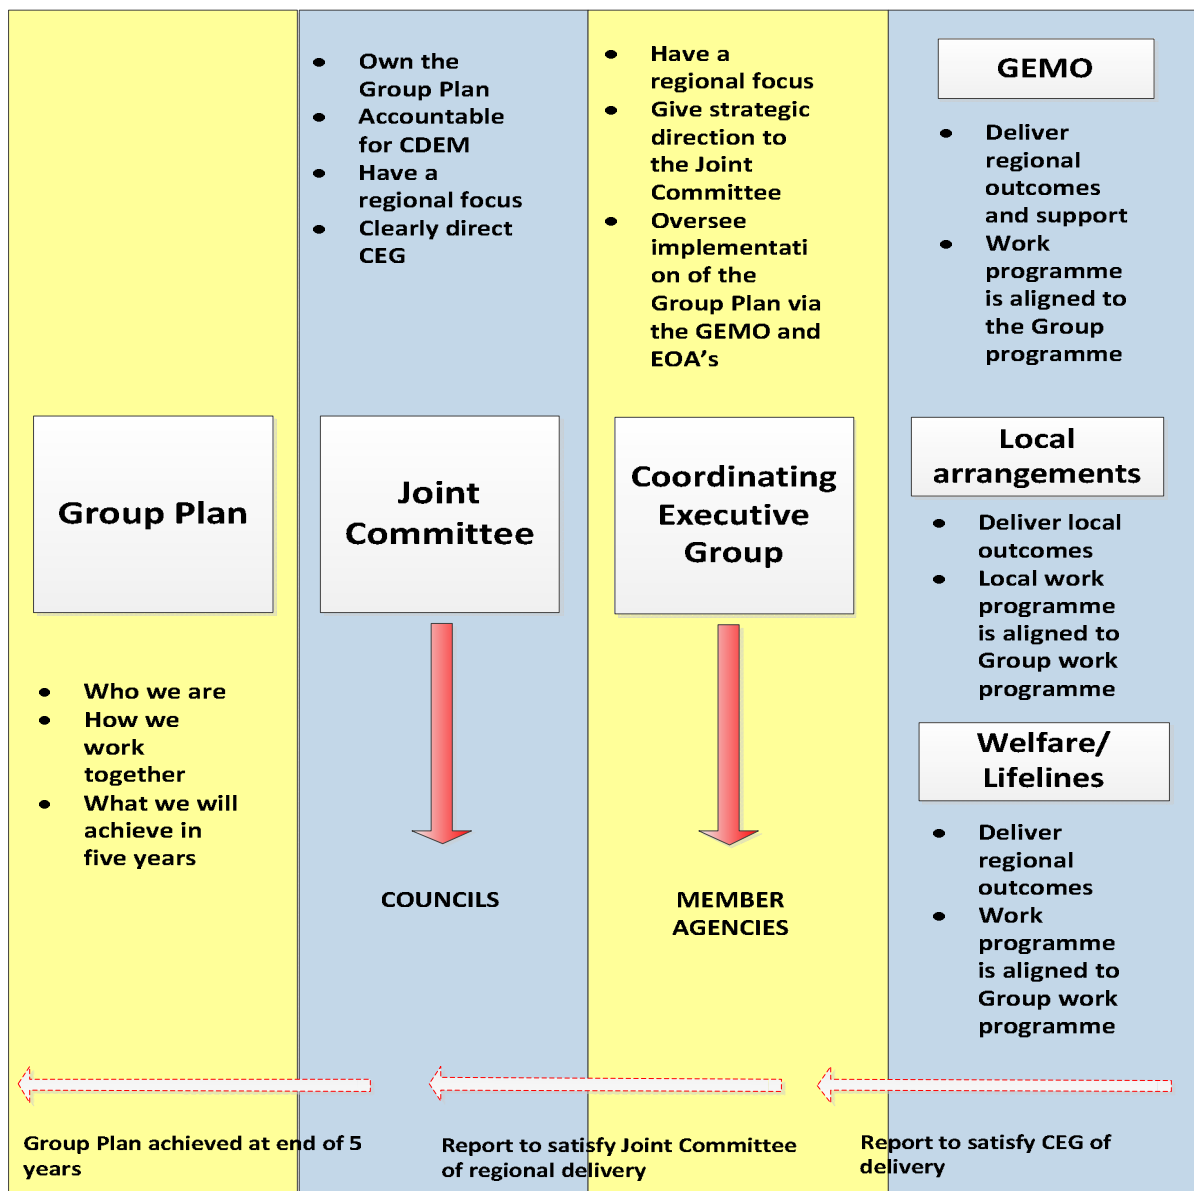 ● Own the
Group Plan
● Accountable
for CDEM
● Have a
regional focus
● Clearly direct
CEG
● Have a
regional focus
● Give strategic
direction to
the Joint
Committee
● Oversee
implementati
on of the
Group Plan via
the GEMO and
EOA’s
GEMO
● Deliver
regional
outcomes
and support
● Work
programme
is aligned to
the Group
programme
Group Plan
Joint
Committee
Coordinating
Executive
Group
Local
arrangements
● Deliver local
outcomes
● Local work
programme
is aligned to
Group work
programme
● Who we are
● How we
work
together
● What we will
achieve in
five years
COUNCILS
MEMBER
AGENCIES
Welfare/
Lifelines
● Deliver
regional
outcomes
● Work
programme
is aligned to
Group work
programme
Group Plan achieved at end of 5
years
Report to satisfy Joint Committee
of regional delivery
Report to satisfy CEG of
delivery